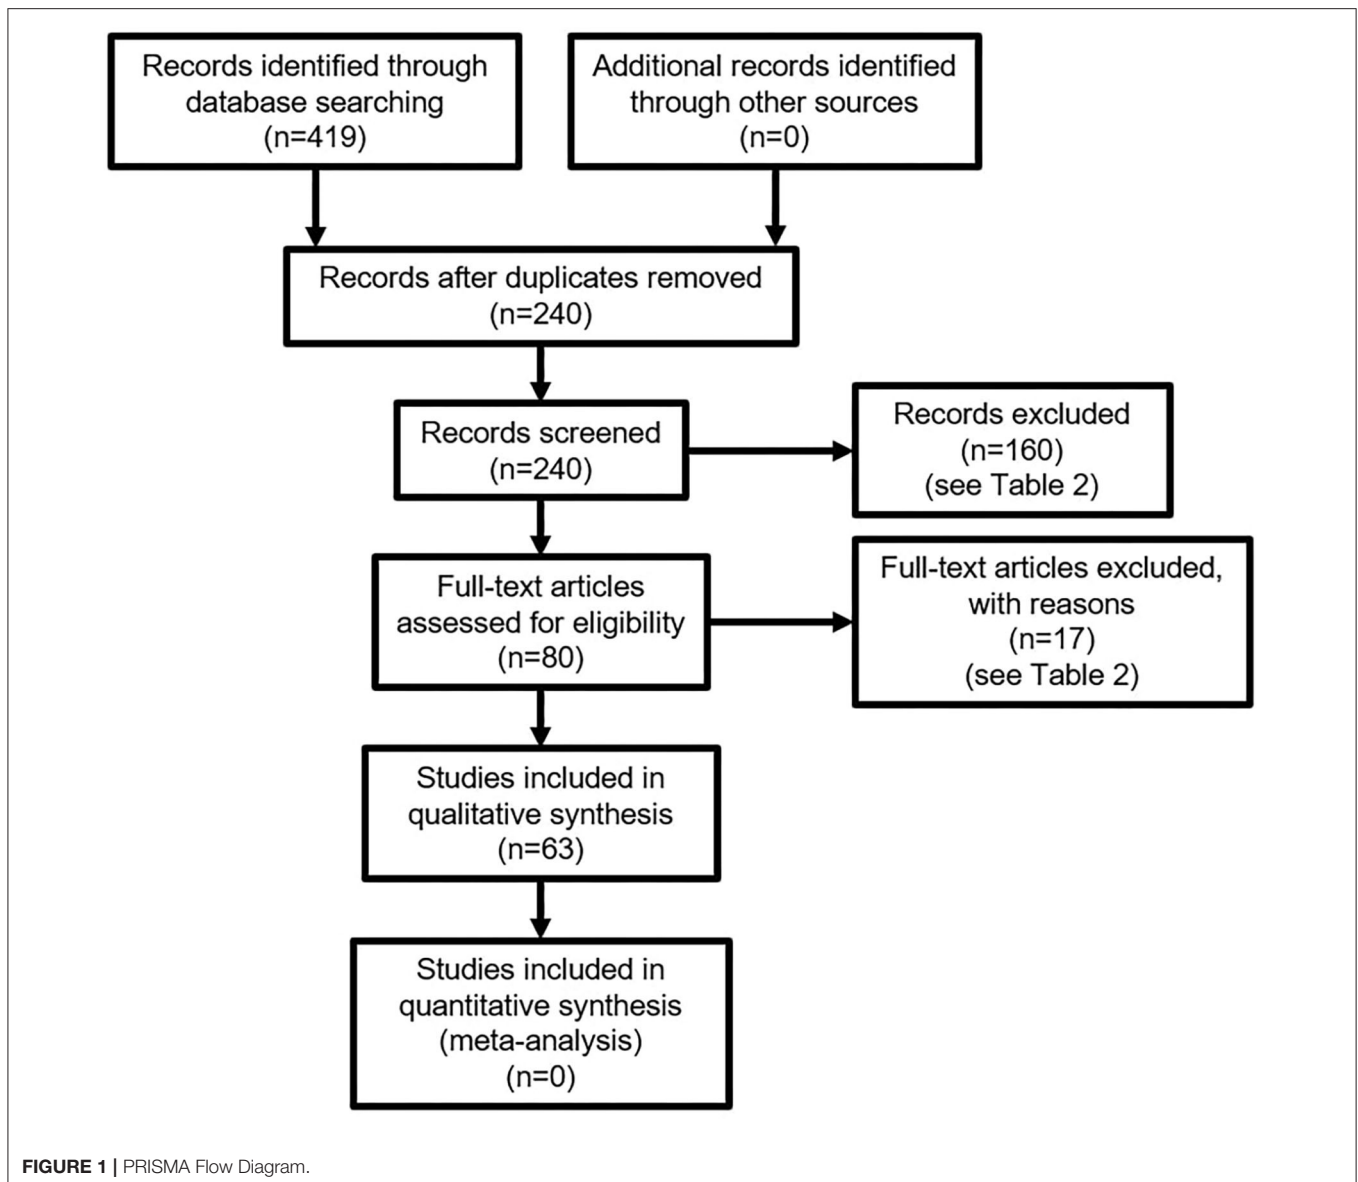 Records identified through
database searching
(n=419)
Additional records identified
through other sources
(n=0)
Records after duplicates removed
(n=240)
Records screened
(n=240)
Records excluded
(n=160)
(see Table 2)
Full-text articles
assessed for eligibility
(n=80)
Full-text articles excluded,
with reasons
(n=17)
(see Table 2)
Studies included in
qualitative synthesis
(n=63)
Studies included in
quantitative synthesis
(meta-analysis)
(n=0)
FIGURE 1 | PRISMA Flow Diagram.